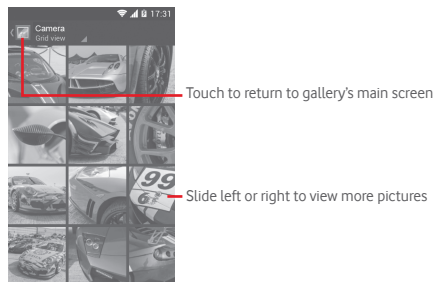 17:31
Camera
Grid view
Touch to return to gallery's main screen
99
Slide left or right to view more pictures